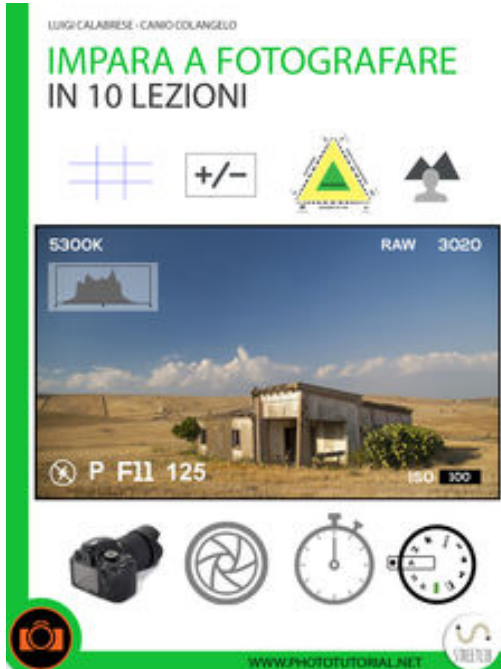 LUIGI CALABRESE - CANIO COLANGELO
IMPARA A FOTOGRAFARE
IN 10 LEZIONI
+/-
5300K
RAW 3020
P F11 125
ISO 100
WWW.PHOTOTUTORIAL.NET
STREETLIB